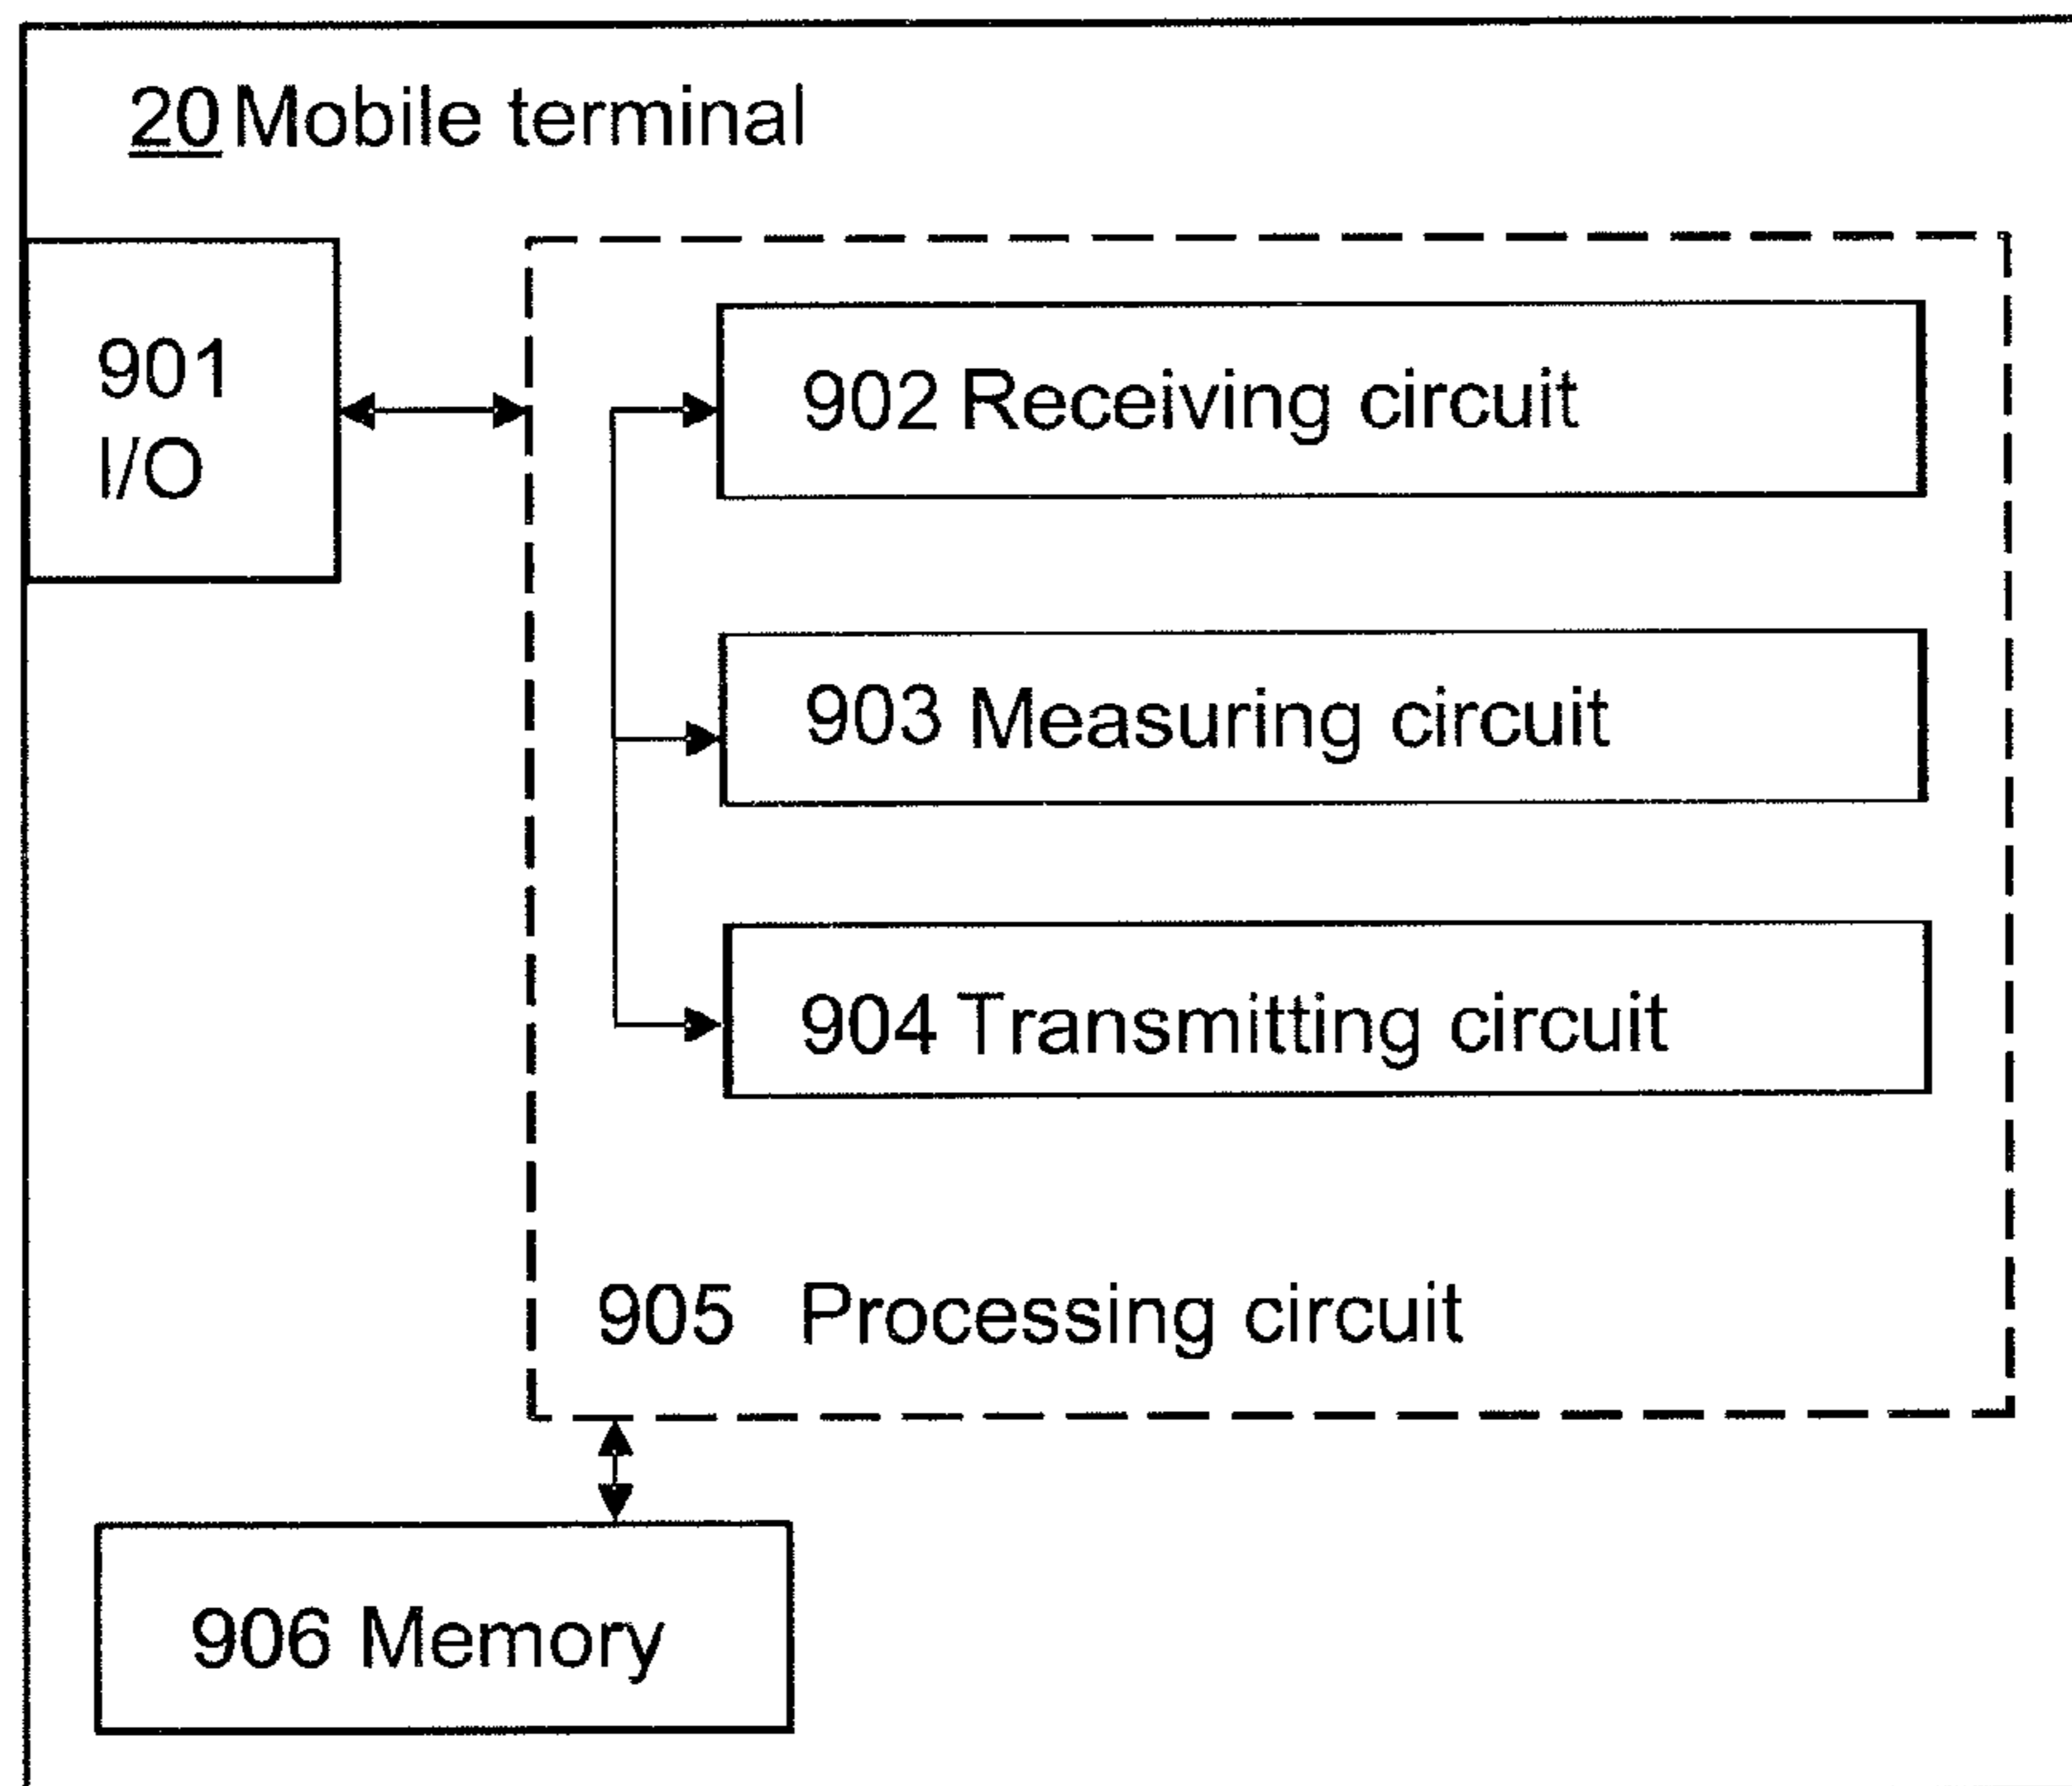 20 Mobile terminal
901
I/O
902 Receiving circuit
903 Measuring circuit
904 Transmitting circuit
905 Processing circuit
906 Memory